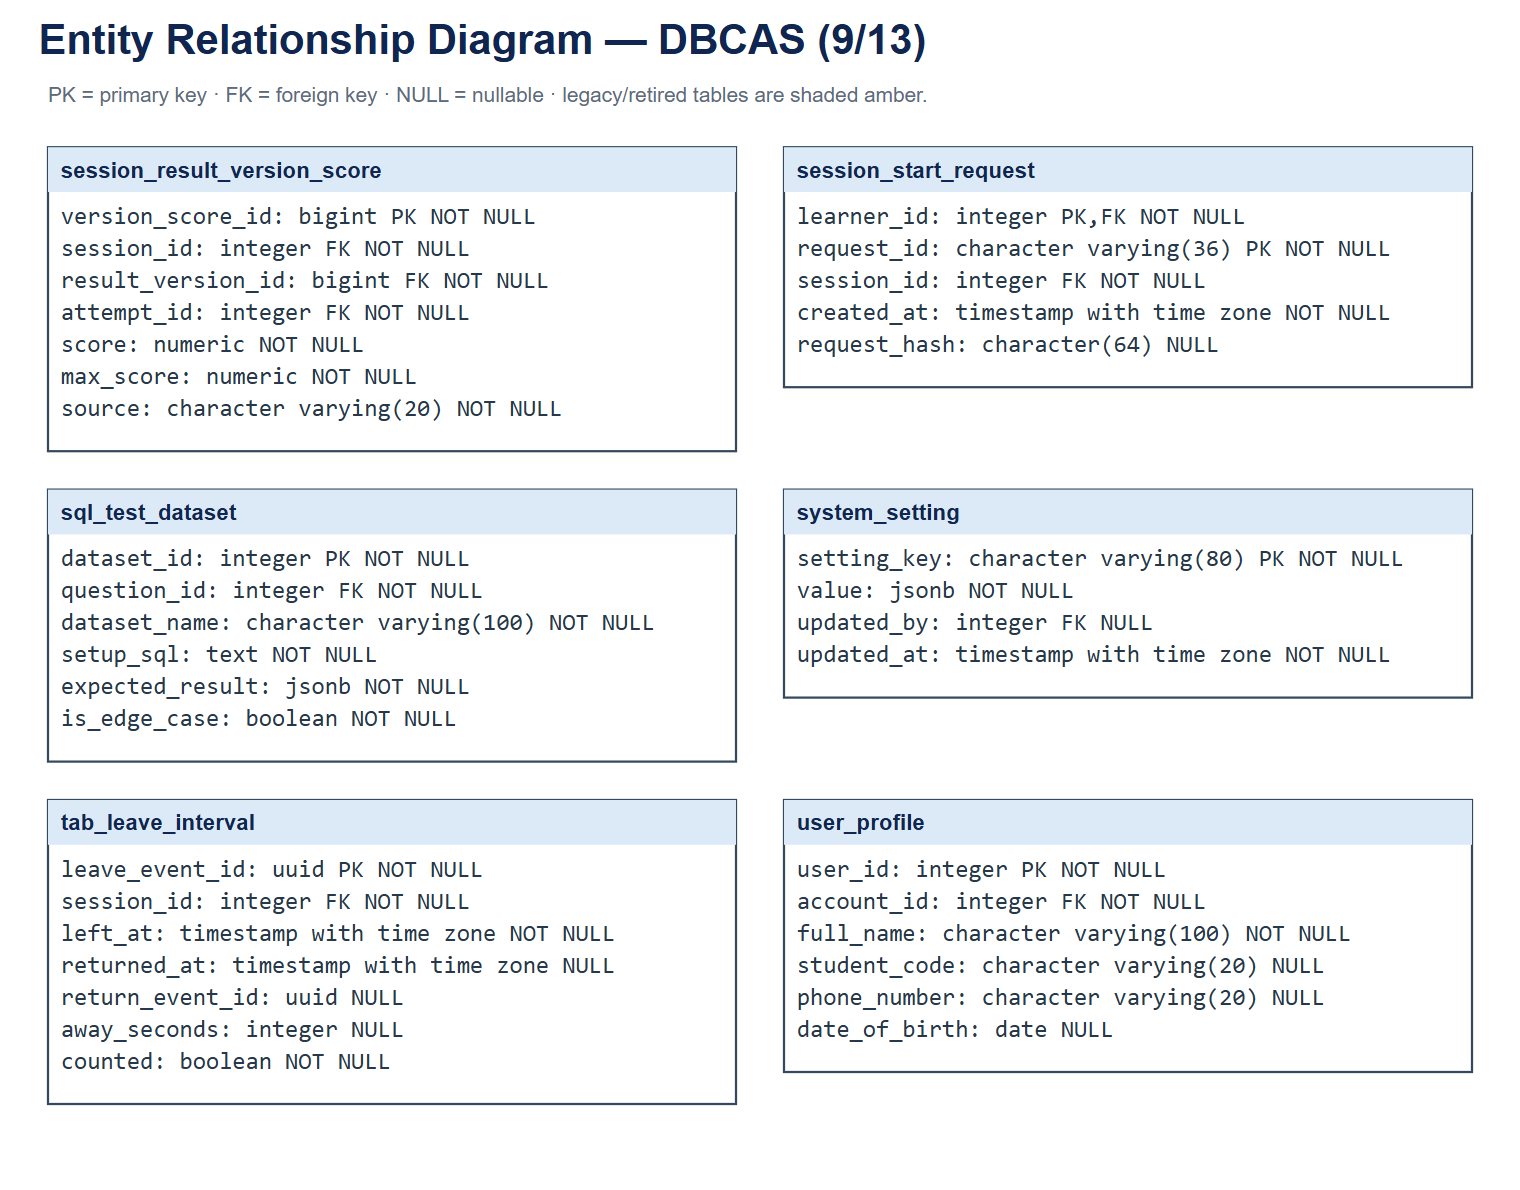 Entity Relationship Diagram — DBCAS (9/13)
PK = primary key · FK = foreign key · NULL = nullable · legacy/retired tables are shaded amber.
session_result_version_score
version_score_id: bigint PK NOT NULL
session_id: integer FK NOT NULL
result_version_id: bigint FK NOT NULL
attempt_id: integer FK NOT NULL
score: numeric NOT NULL
max_score: numeric NOT NULL
source: character varying(20) NOT NULL
session_start_request
learner_id: integer PK,FK NOT NULL
request_id: character varying(36) PK NOT NULL
session_id: integer FK NOT NULL
created_at: timestamp with time zone NOT NULL
request_hash: character(64) NULL
sql_test_dataset
dataset_id: integer PK NOT NULL
question_id: integer FK NOT NULL
dataset_name: character varying(100) NOT NULL
setup_sql: text NOT NULL
expected_result: jsonb NOT NULL
is_edge_case: boolean NOT NULL
system_setting
setting_key: character varying(80) PK NOT NULL
value: jsonb NOT NULL
updated_by: integer FK NULL
updated_at: timestamp with time zone NOT NULL
tab_leave_interval
leave_event_id: uuid PK NOT NULL
session_id: integer FK NOT NULL
left_at: timestamp with time zone NOT NULL
returned_at: timestamp with time zone NULL
return_event_id: uuid NULL
away_seconds: integer NULL
counted: boolean NOT NULL
user_profile
user_id: integer PK NOT NULL
account_id: integer FK NOT NULL
full_name: character varying(100) NOT NULL
student_code: character varying(20) NULL
phone_number: character varying(20) NULL
date_of_birth: date NULL